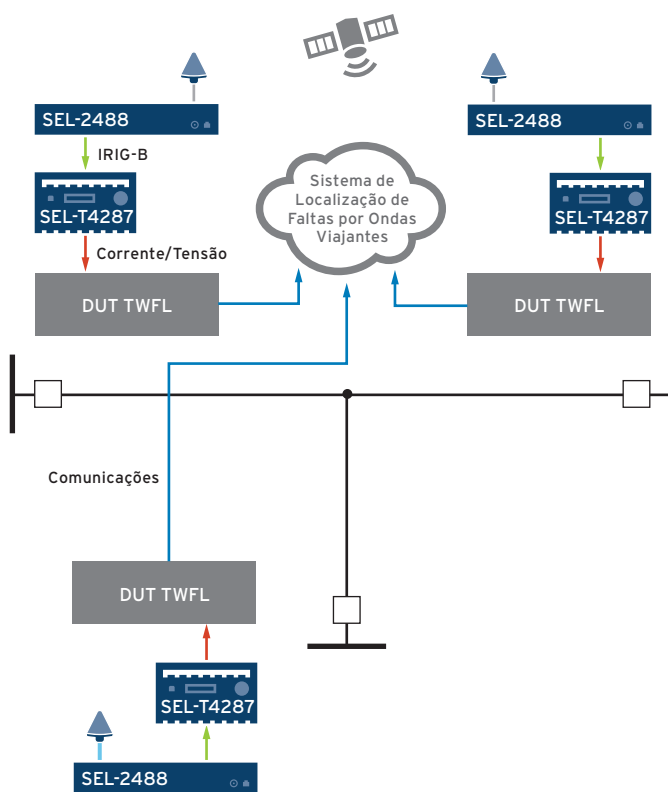 SEL-2488
SEL-2488
IRIG-B
SEL-T4287
SEL-T4287
Sistema de
Localização de
Faltas por Ondas
Viajantes
Corrente/Tensão
DUT TWFL
DUT TWFL
Comunicações
DUT TWFL
SEL-T4287
SEL-2488